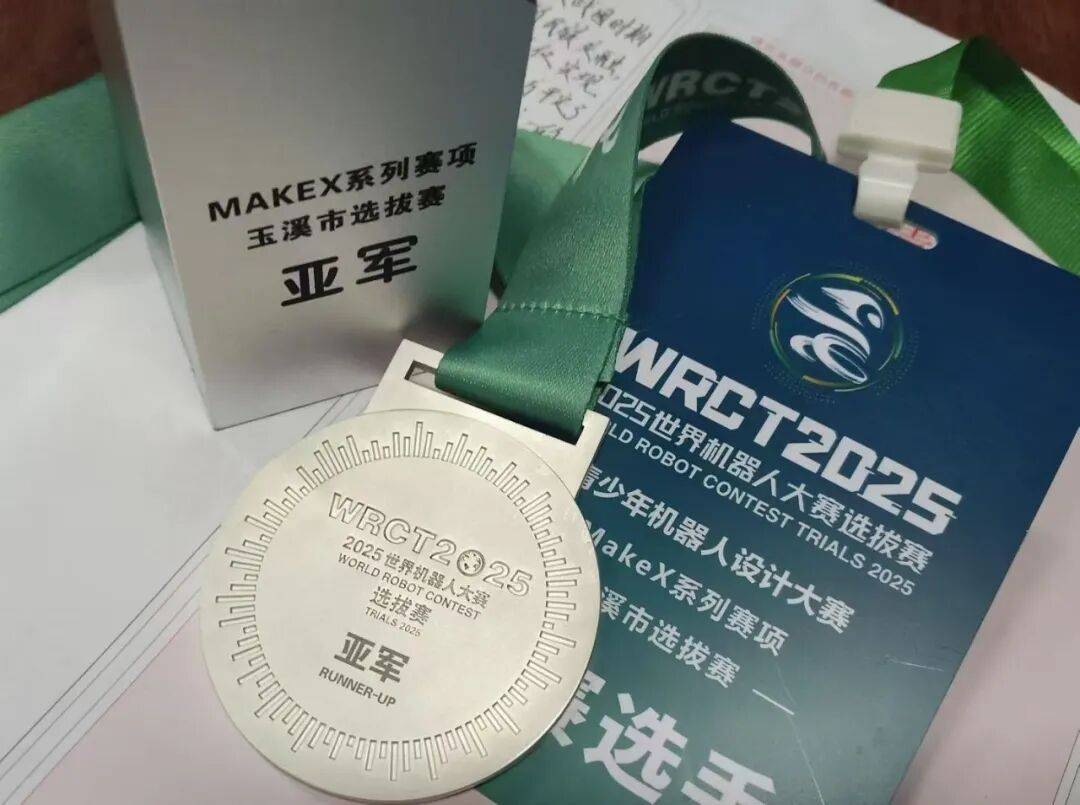 MAKEX系列赛项
玉溪市选拔赛
亚军
WRCT2
WRCT2025
2025世界机器人大赛
WORLD ROBOT CONTEST
选拔赛
TRIALS 2025
亚军
RUNNER-UP
WRCT2025
2025世界机器人大赛选拔赛
WORLD ROBOT CONTEST TRIALS 2025
青少年机器人设计大赛
MakeX系列赛项
溪市选拔赛
赛选手